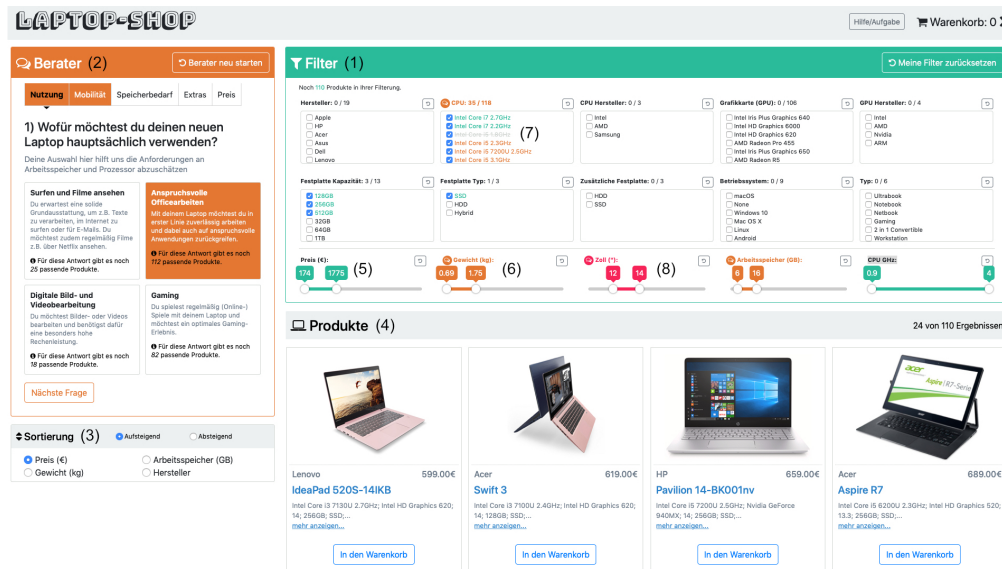 LAPTOP-SHOP
Hilfe/Aufgabe
Warenkorb: 0
Berater (2)
Berater neu starten
Nutzung Mobilität Speicherbedarf Extras Preis
1) Wofür möchtest du deinen neuen
Laptop hauptsächlich verwenden?
Deine Auswahl hier hilft uns die Anforderungen an
Arbeitsspeicher und Prozessor abzuschätzen
Surfen und Filme ansehen
Du erwartest eine solide
Grundausstattung, um z.B. Texte
zu verarbeiten, im Internet zu
surfen oder für E-Mails. Du
möchtest zudem regelmäßig Filme
z.B. über Netflix ansehen.
Für diese Antwort gibt es noch
25 passende Produkte.
Anspruchsvolle
Officearbeiten
Mit deinem Laptop möchtest du in
erster Linie zuverlässig arbeiten
und dabei auch auf anspruchsvolle
Anwendungen zurückgreifen.
Für diese Antwort gibt es noch
112 passende Produkte.
Digitale Bild- und
Videobearbeitung
Du möchtest Bilder- oder Videos
bearbeiten und benötigst dafür
eine besonders hohe
Rechenleistung.
Für diese Antwort gibt es noch
18 passende Produkte.
Gaming
Du spielest regelmäßig (Online-)
Spiele mit deinem Laptop und
möchtest ein optimales Gaming-
Erlebnis.
Für diese Antwort gibt es noch
82 passende Produkte.
Nächste Frage
Sortierung (3)
Aufsteigend
Absteigend
Preis (€)
Arbeitsspeicher (GB)
Gewicht (kg)
Hersteller
Filter (1)
Meine Filter zurücksetzen
Noch 110 Produkte in Ihrer Filterung.
Hersteller: 0 / 19
Apple
HP
Acer
Asus
Dell
Lenovo
CPU: 35 / 118
Intel Core i7 2.7GHz
Intel Core i7 2.2GHz
Intel Core i5 1.8GHz
Intel Core i5 2.3GHz
Intel Core i5 7200U 2.5GHz
Intel Core i5 3.1GHz
(7)
CPU Hersteller: 0 / 3
Intel
AMD
Samsung
Grafikkarte (GPU): 0 / 106
Intel Iris Plus Graphics 640
Intel HD Graphics 6000
Intel HD Graphics 620
AMD Radeon Pro 455
Intel Iris Plus Graphics 650
AMD Radeon R5
GPU Hersteller: 0 / 4
Intel
AMD
Nvidia
ARM
Festplatte Kapazität: 3 / 13
128GB
256GB
512GB
32GB
64GB
1TB
Festplatte Typ: 1 / 3
SSD
HDD
Hybrid
Zusätzliche Festplatte: 0 / 3
HDD
SSD
Betriebssystem: 0 / 9
macOS
None
Windows 10
Mac OS X
Linux
Android
Typ: 0 / 6
Ultrabook
Notebook
Netbook
Gaming
2 in 1 Convertible
Workstation
Preis (€):
174 1775 (5)
Gewicht (kg):
0.69 1.75 (6)
Zoll ("):
12 14 (8)
Arbeitsspeicher (GB):
6 16
CPU GHz:
0.9 4
Produkte (4)
24 von 110 Ergebnissen
Lenovo 599.00€
IdeaPad 520S-14IKB
Intel Core i3 7130U 2.7GHz; Intel HD Graphics 620;
14; 256GB; SSD;...
mehr anzeigen...
In den Warenkorb
Acer 619.00€
Swift 3
Intel Core i3 7100U 2.4GHz; Intel HD Graphics 620;
14; 128GB; SSD;...
mehr anzeigen...
In den Warenkorb
HP 659.00€
Pavilion 14-BK001nv
Intel Core i5 7200U 2.5GHz; Nvidia GeForce
940MX; 14; 256GB; SSD;...
mehr anzeigen...
In den Warenkorb
acer
Aspire | R7-Serie
Acer 689.00€
Aspire R7
Intel Core i5 6200U 2.3GHz; Intel HD Graphics 520;
13.3; 256GB; SSD;...
mehr anzeigen...
In den Warenkorb